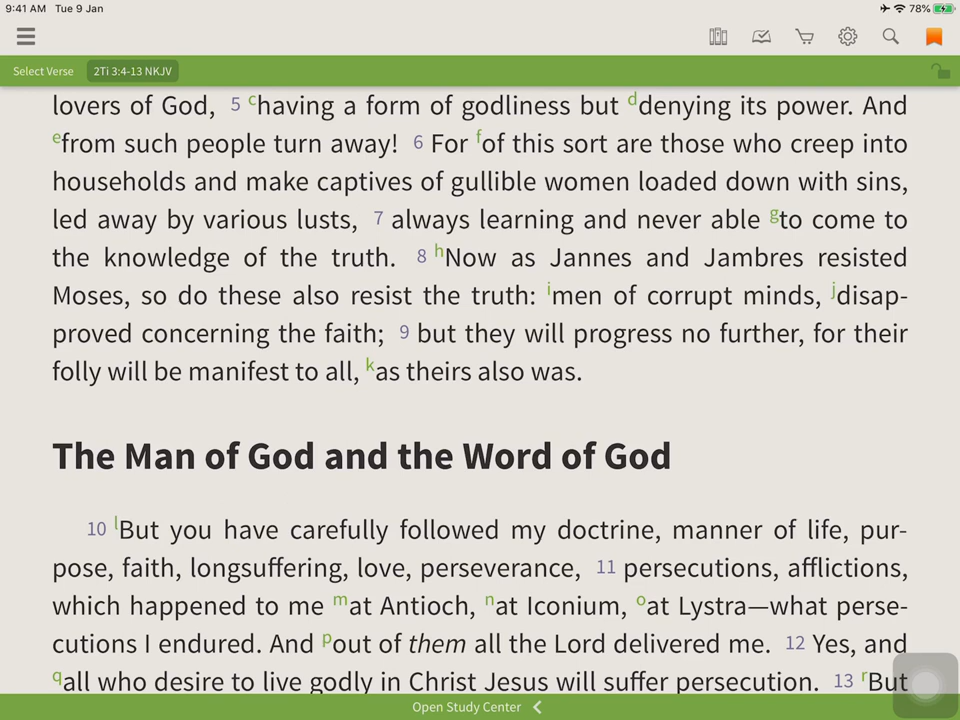 9:41 AM Tue 9 Jan
78%
Select Verse 2Ti 3:4-13 NKJV
lovers of God, 5 chaving a form of godliness but ddenying its power. And
efrom such people turn away! 6 For fof this sort are those who creep into
households and make captives of gullible women loaded down with sins,
led away by various lusts, 7 always learning and never able gto come to
the knowledge of the truth. 8 hNow as Jannes and Jambres resisted
Moses, so do these also resist the truth: imen of corrupt minds, jdisap-
proved concerning the faith; 9 but they will progress no further, for their
folly will be manifest to all, kas theirs also was.
The Man of God and the Word of God
10 lBut you have carefully followed my doctrine, manner of life, pur-
pose, faith, longsuffering, love, perseverance, 11 persecutions, afflictions,
which happened to me mat Antioch, nat Iconium, oat Lystra—what perse-
cutions I endured. And pout of them all the Lord delivered me. 12 Yes, and
qall who desire to live godly in Christ Jesus will suffer persecution. 13 rBut
Open Study Center